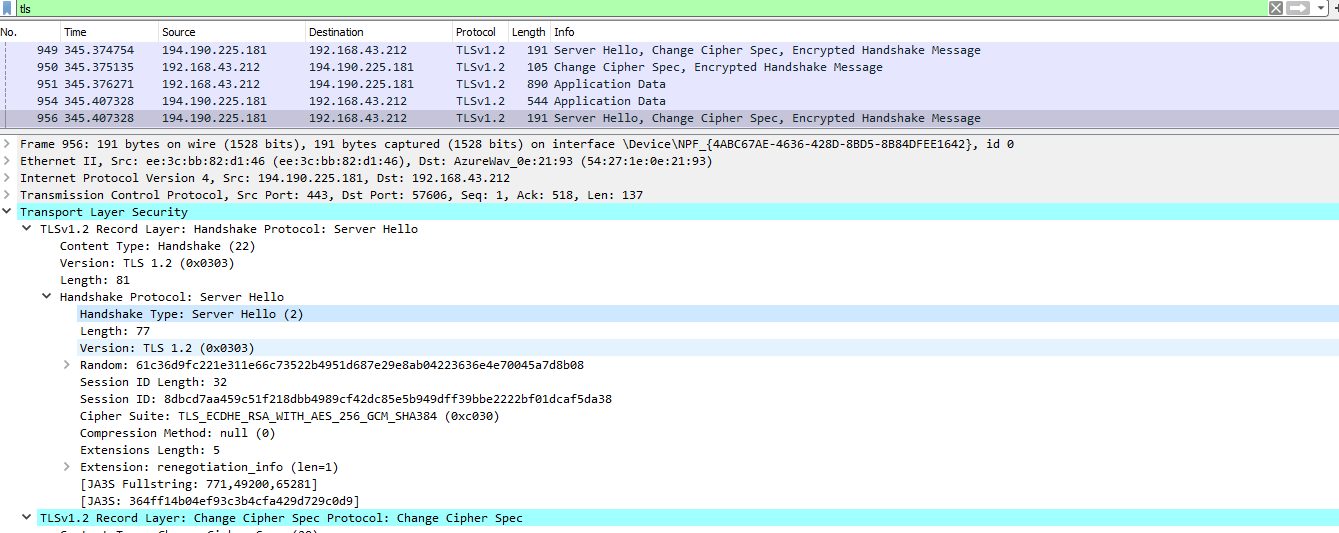 tls
No. Time Source Destination Protocol Length Info
949 345.374754 194.190.225.181 192.168.43.212 TLSv1.2 191 Server Hello, Change Cipher Spec, Encrypted Handshake Message
950 345.375135 192.168.43.212 194.190.225.181 TLSv1.2 105 Change Cipher Spec, Encrypted Handshake Message
951 345.376271 192.168.43.212 194.190.225.181 TLSv1.2 890 Application Data
954 345.407328 194.190.225.181 192.168.43.212 TLSv1.2 544 Application Data
956 345.407328 194.190.225.181 192.168.43.212 TLSv1.2 191 Server Hello, Change Cipher Spec, Encrypted Handshake Message
Frame 956: 191 bytes on wire (1528 bits), 191 bytes captured (1528 bits) on interface \Device\NPF_{4ABC67AE-4636-428D-8BD5-8B84DFEE1642}, id 0
Ethernet II, Src: ee:3c:bb:82:d1:46 (ee:3c:bb:82:d1:46), Dst: AzureWav_0e:21:93 (54:27:1e:0e:21:93)
Internet Protocol Version 4, Src: 194.190.225.181, Dst: 192.168.43.212
Transmission Control Protocol, Src Port: 443, Dst Port: 57606, Seq: 1, Ack: 518, Len: 137
Transport Layer Security
TLSv1.2 Record Layer: Handshake Protocol: Server Hello
Content Type: Handshake (22)
Version: TLS 1.2 (0x0303)
Length: 81
Handshake Protocol: Server Hello
Handshake Type: Server Hello (2)
Length: 77
Version: TLS 1.2 (0x0303)
Random: 61c36d9fc221e311e66c73522b4951d687e29e8ab04223636e4e70045a7d8b08
Session ID Length: 32
Session ID: 8dbcd7aa459c51f218dbb4989cf42dc85e5b949dff39bbe2222bf01dcaf5da38
Cipher Suite: TLS_ECDHE_RSA_WITH_AES_256_GCM_SHA384 (0xc030)
Compression Method: null (0)
Extensions Length: 5
Extension: renegotiation_info (len=1)
[JA3S Fullstring: 771,49200,65281]
[JA3S: 364ff14b04ef93c3b4cfa429d729c0d9]
TLSv1.2 Record Layer: Change Cipher Spec Protocol: Change Cipher Spec